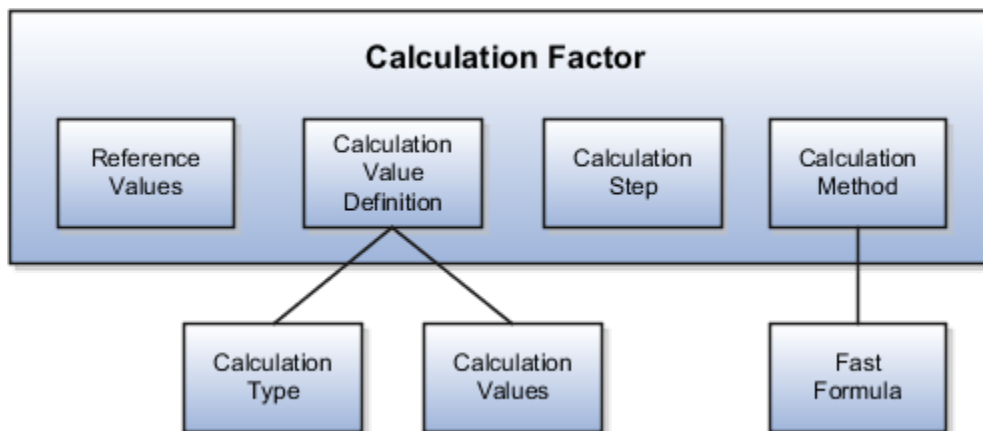 Calculation Factor
Reference
Values
Calculation
Value
Definition
Calculation
Step
Calculation
Method
Calculation
Type
Calculation
Values
Fast
Formula